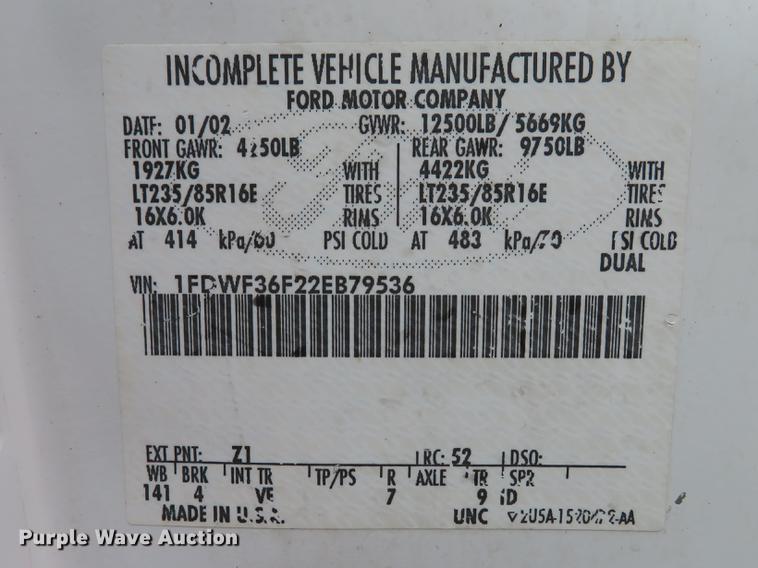 INCOMPLETE VEHICLE MANUFACTURED BY
FORD MOTOR COMPANY
DATE: 01/02 GVWR: 12500LB/ 5669KG
FRONT GAWR: 4250LB REAR GAWR: 9750LB
1927KG WITH 4422KG WITH
LT235/85R16E TIRES LT235/85R16E TIRES
16X6.0K RIMS 16X6.0K RIMS
AT 414 kPa/60 PSI COLD AT 483 kPa/70 PSI COLD
DUAL
VIN: 1FDWF36F22EB79536
EXT PNT: Z1 RC: 52 DSO:
WB BRK INT TR TP/PS R AXLE TR SPR
141 4 7 9
MADE IN U.S.A. UNC
Purple Wave Auction